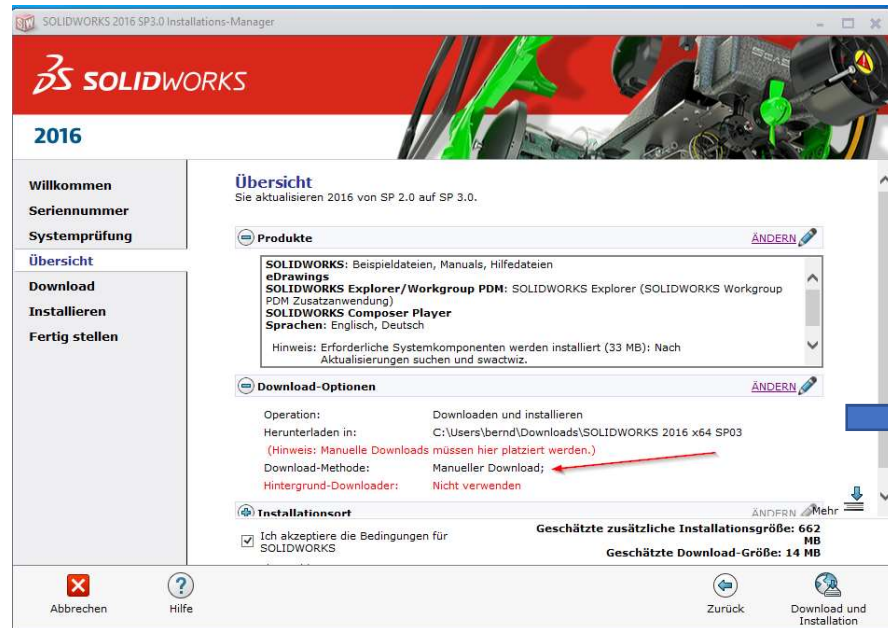 SOLIDWORKS 2016 SP3.0 Installations-Manager
SOLIDWORKS
2016
Willkommen
Seriennummer
Systemprüfung
Übersicht
Download
Installieren
Fertig stellen
Übersicht
Sie aktualisieren 2016 von SP 2.0 auf SP 3.0.
Produkte ÄNDERN
SOLIDWORKS: Beispieldateien, Manuals, Hilfedateien
eDrawings
SOLIDWORKS Explorer/Workgroup PDM: SOLIDWORKS Explorer (SOLIDWORKS Workgroup
PDM Zusatzanwendung)
SOLIDWORKS Composer Player
Sprachen: Englisch, Deutsch
Hinweis: Erforderliche Systemkomponenten werden installiert (33 MB): Nach
Aktualisierungen suchen und swactwiz.
Download-Optionen ÄNDERN
Operation: Downloaden und installieren
Herunterladen in: C:\Users\bernd\Downloads\SOLIDWORKS 2016 x64 SP03
(Hinweis: Manuelle Downloads müssen hier platziert werden.)
Download-Methode: Manueller Download;
Hintergrund-Downloader: Nicht verwenden
Installationsort ÄNDERN
Mehr
Ich akzeptiere die Bedingungen für
SOLIDWORKS
Geschätzte zusätzliche Installationsgröße: 662
MB
Geschätzte Download-Größe: 14 MB
Abbrechen
Hilfe
Zurück
Download und
Installation